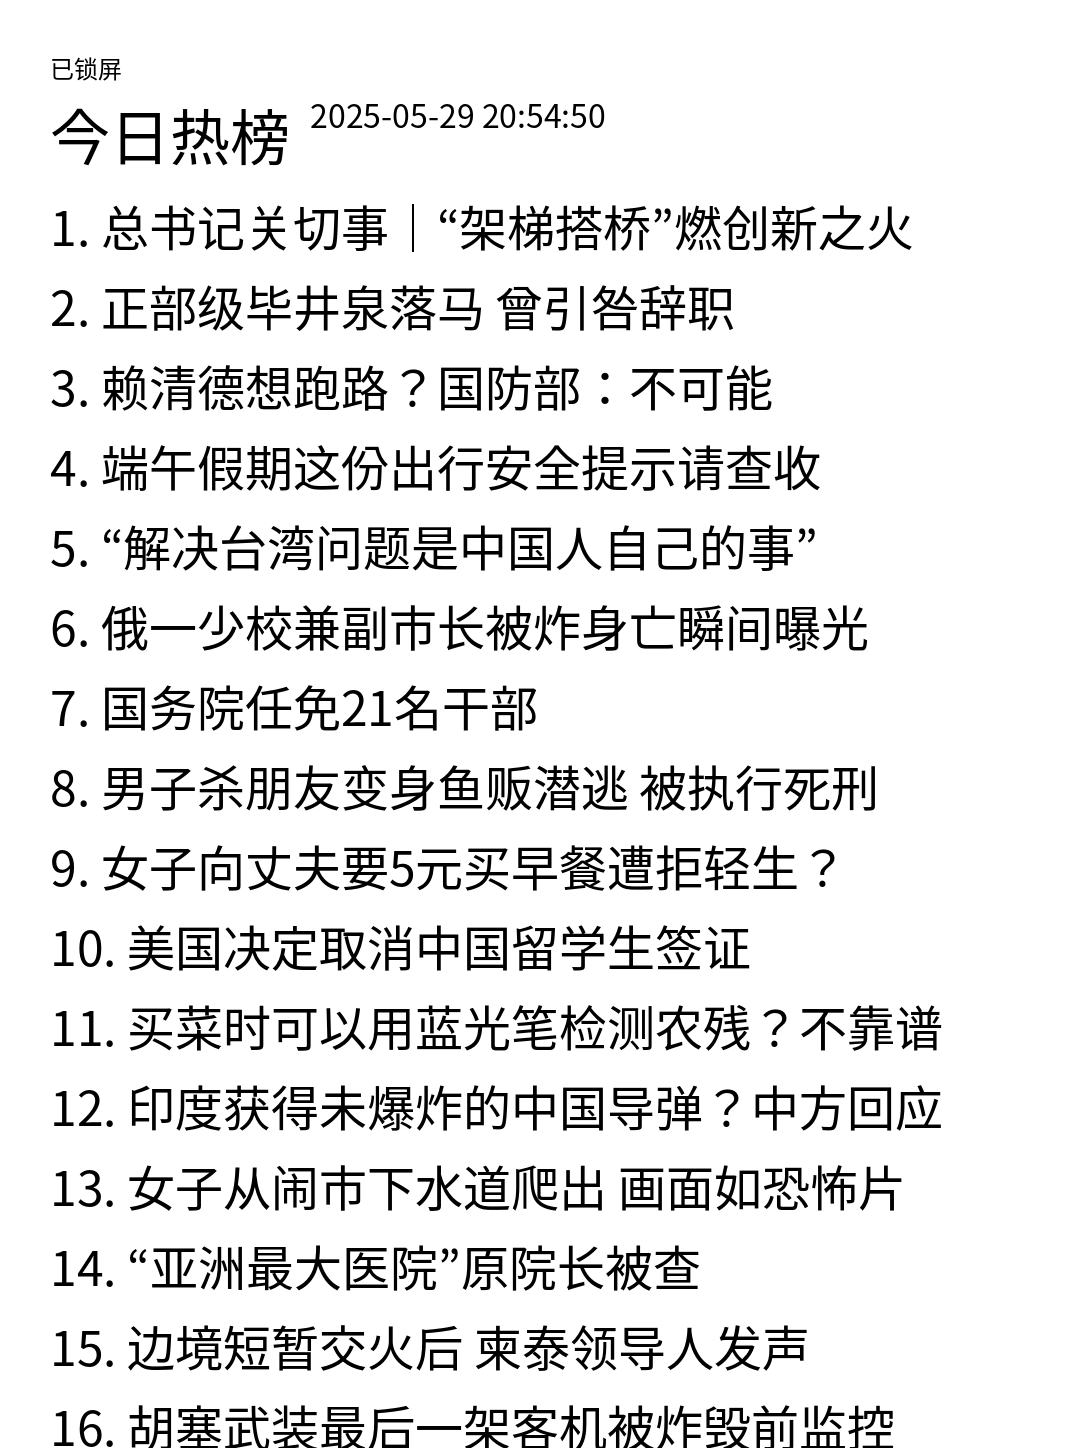 已锁屏
今日热榜 2025-05-29 20:54:50
1. 总书记关切事｜“架梯搭桥”燃创新之火
2. 正部级毕井泉落马 曾引咎辞职
3. 赖清德想跑路？国防部：不可能
4. 端午假期这份出行安全提示请查收
5. “解决台湾问题是中国人自己的事”
6. 俄一少校兼副市长被炸身亡瞬间曝光
7. 国务院任免21名干部
8. 男子杀朋友变身鱼贩潜逃 被执行死刑
9. 女子向丈夫要5元买早餐遭拒轻生？
10. 美国决定取消中国留学生签证
11. 买菜时可以用蓝光笔检测农残？不靠谱
12. 印度获得未爆炸的中国导弹？中方回应
13. 女子从闹市下水道爬出 画面如恐怖片
14. “亚洲最大医院”原院长被查
15. 边境短暂交火后 柬泰领导人发声
16. 胡塞武装最后一架客机被炸毁前监控